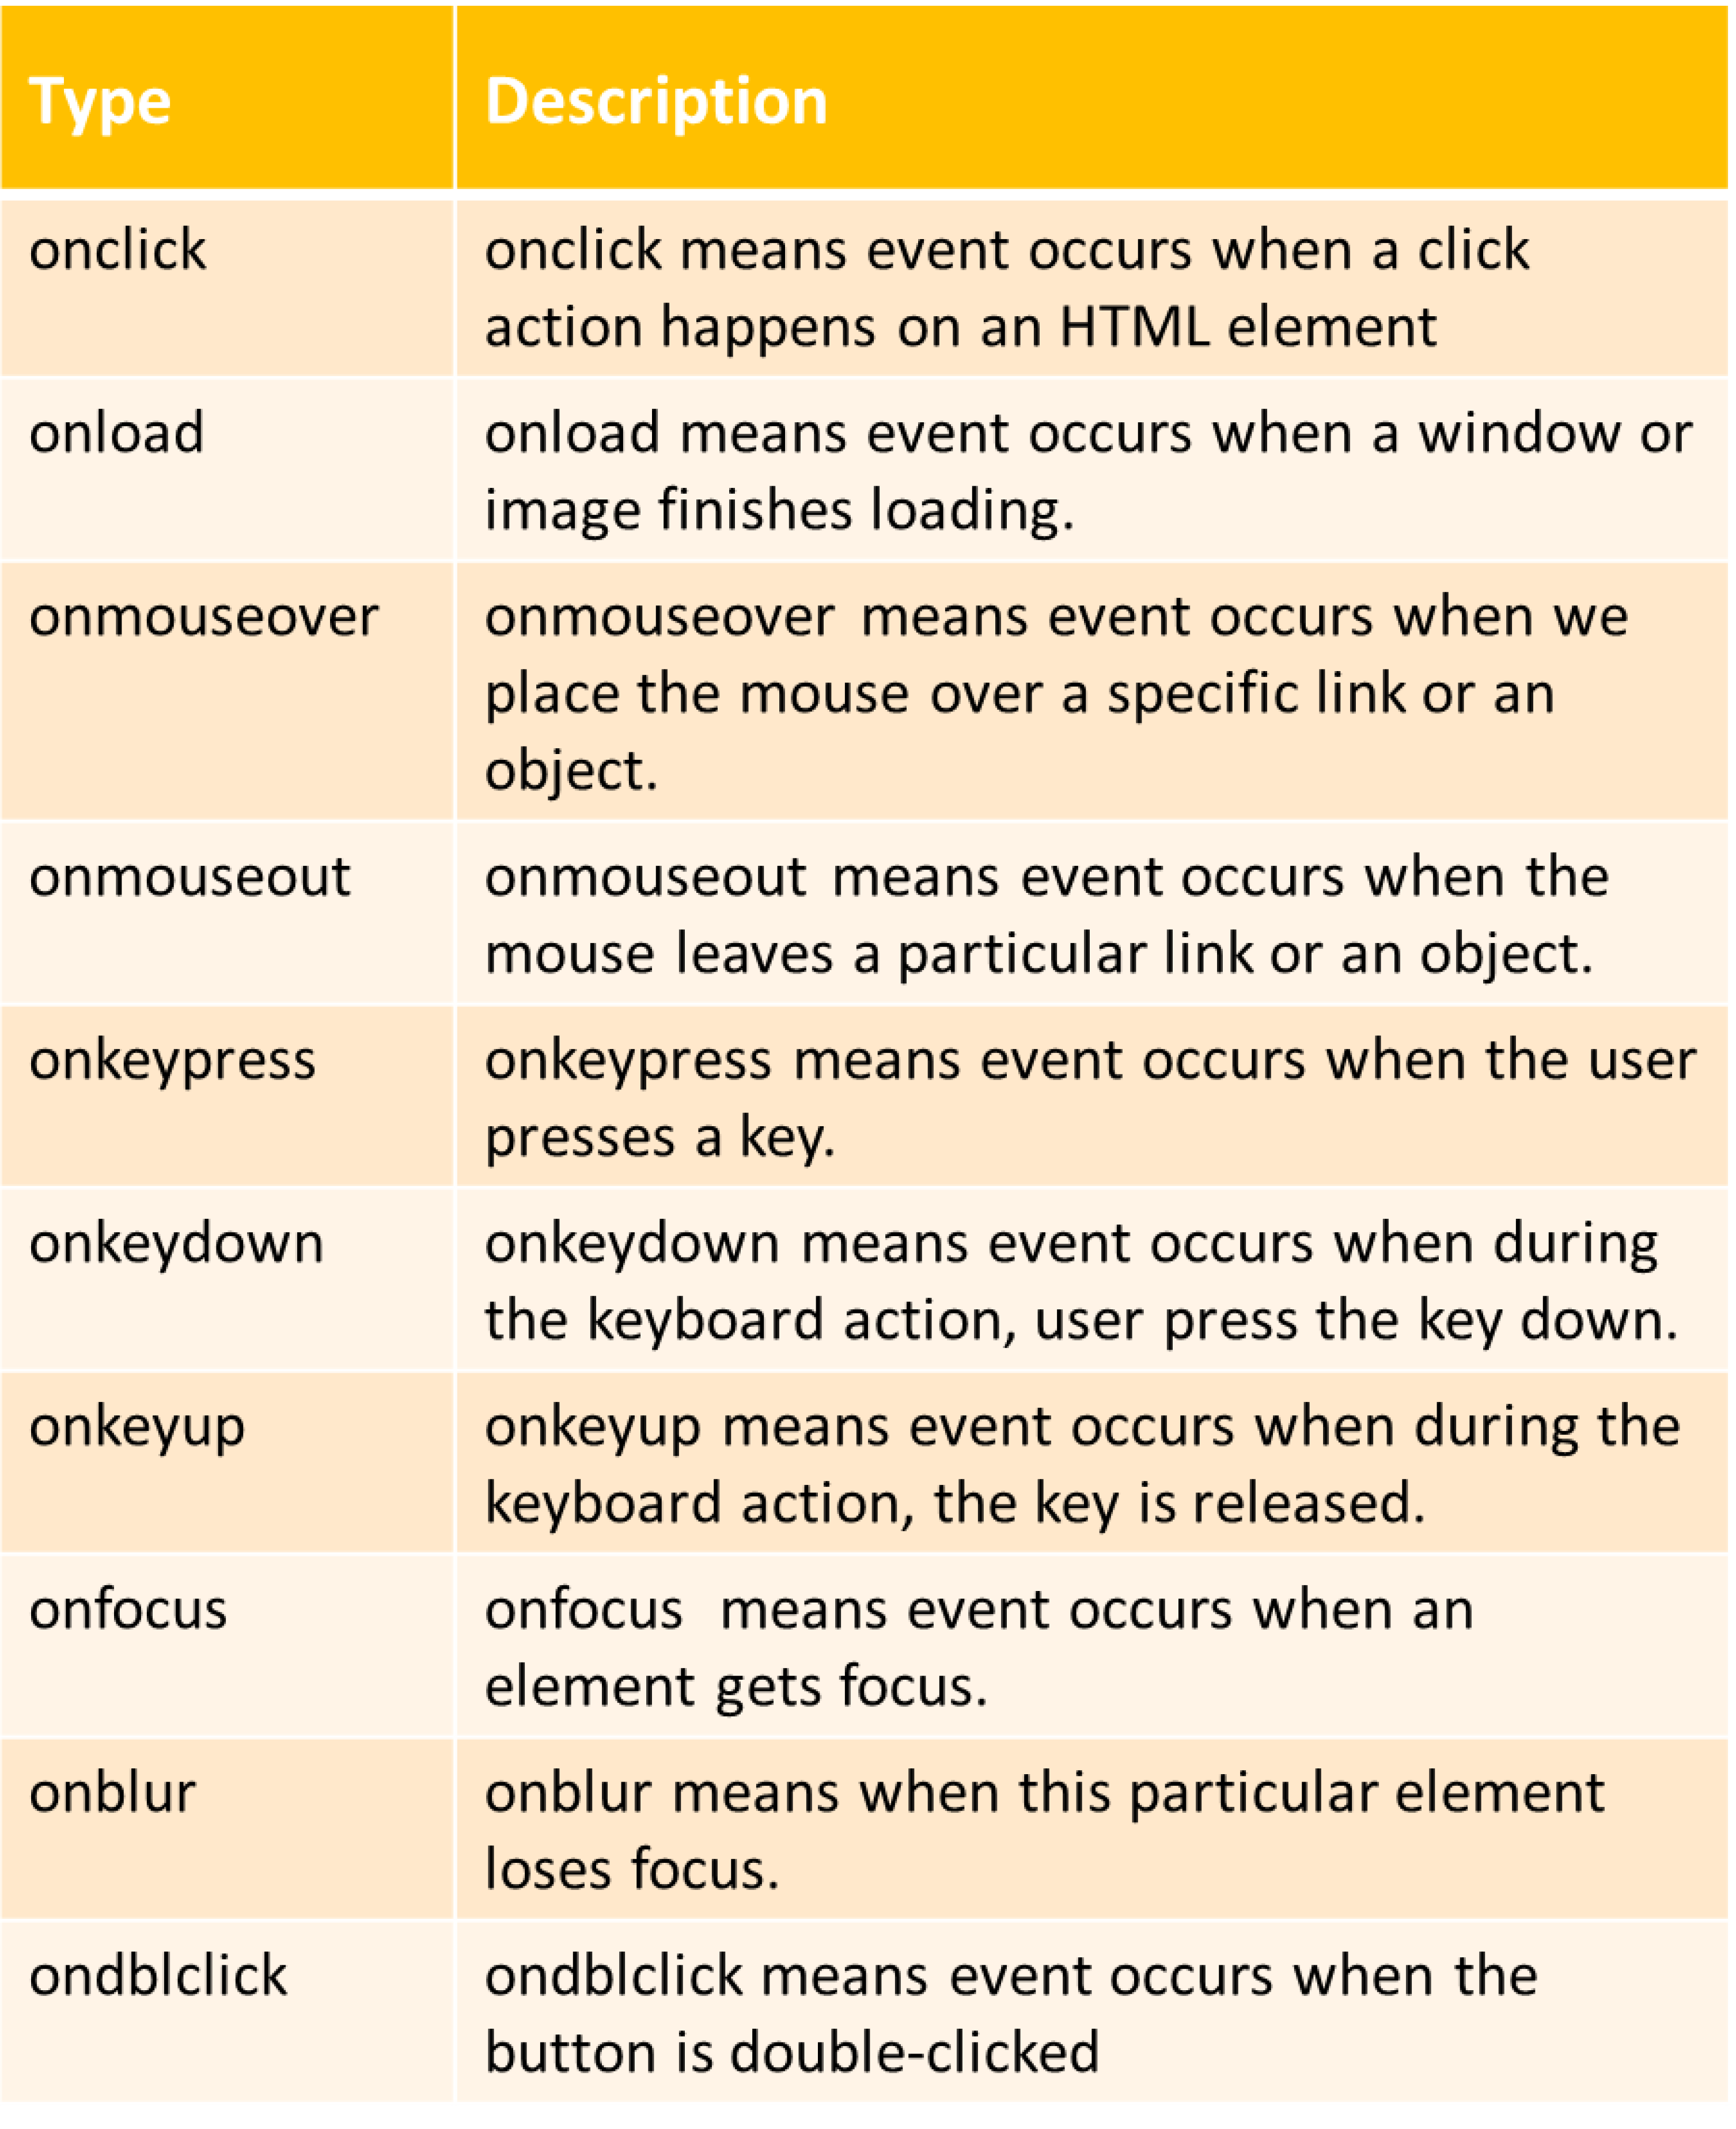 Type Description
onclick onclick means event occurs when a click
action happens on an HTML element
onload onload means event occurs when a window or
image finishes loading.
onmouseover onmouseover means event occurs when we
place the mouse over a specific link or an
object.
onmouseout onmouseout means event occurs when the
mouse leaves a particular link or an object.
onkeypress onkeypress means event occurs when the user
presses a key.
onkeydown onkeydown means event occurs when during
the keyboard action, user press the key down.
onkeyup onkeyup means event occurs when during the
keyboard action, the key is released.
onfocus onfocus means event occurs when an
element gets focus.
onblur onblur means when this particular element
loses focus.
ondblclick ondblclick means event occurs when the
button is double-clicked